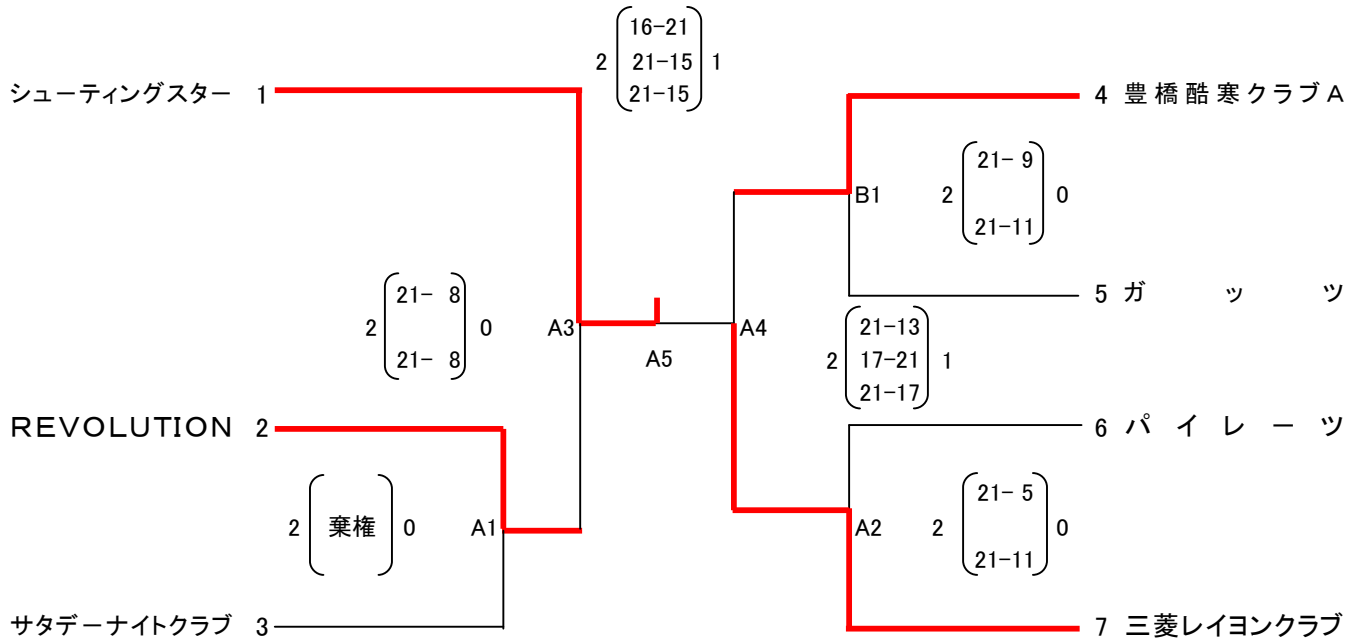 16-21
2 21-15 1
21-15
シューティングスター 1
4 豊橋酷寒クラブA
21- 9
2 0
21-11
B1
5 ガッツ
21- 8
2 0
21- 8
A3
A5
A4
21-13
2 17-21 1
21-17
REVOLUTION 2
6 パイレーツ
2 棄権 0
A1
A2
21- 5
2 0
21-11
サタデーナイトクラブ 3
7 三菱レイヨンクラブ